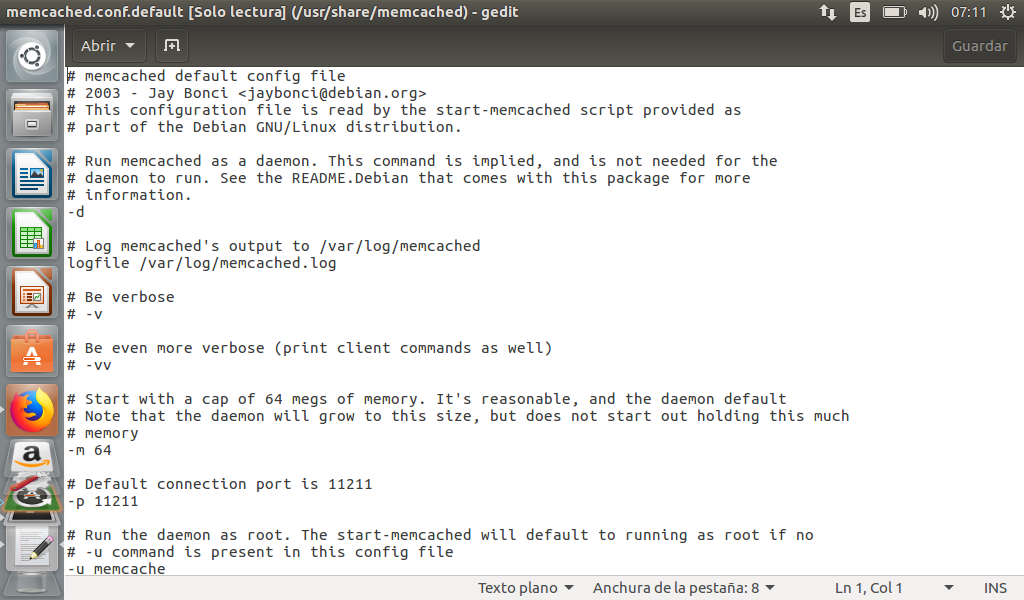 memcached.conf.default [Solo lectura] (/usr/share/memcached) - gedit
Es
07:11
Abrir
Guardar
# memcached default config file
# 2003 - Jay Bonci <jaybonci@debian.org>
# This configuration file is read by the start-memcached script provided as
# part of the Debian GNU/Linux distribution.
# Run memcached as a daemon. This command is implied, and is not needed for the
# daemon to run. See the README.Debian that comes with this package for more
# information.
-d
# Log memcached's output to /var/log/memcached
logfile /var/log/memcached.log
# Be verbose
# -v
# Be even more verbose (print client commands as well)
# -vv
# Start with a cap of 64 megs of memory. It's reasonable, and the daemon default
# Note that the daemon will grow to this size, but does not start out holding this much
# memory
-m 64
# Default connection port is 11211
-p 11211
# Run the daemon as root. The start-memcached will default to running as root if no
# -u command is present in this config file
-u memcache
Texto plano
Anchura de la pestaña: 8
Ln 1, Col 1
INS